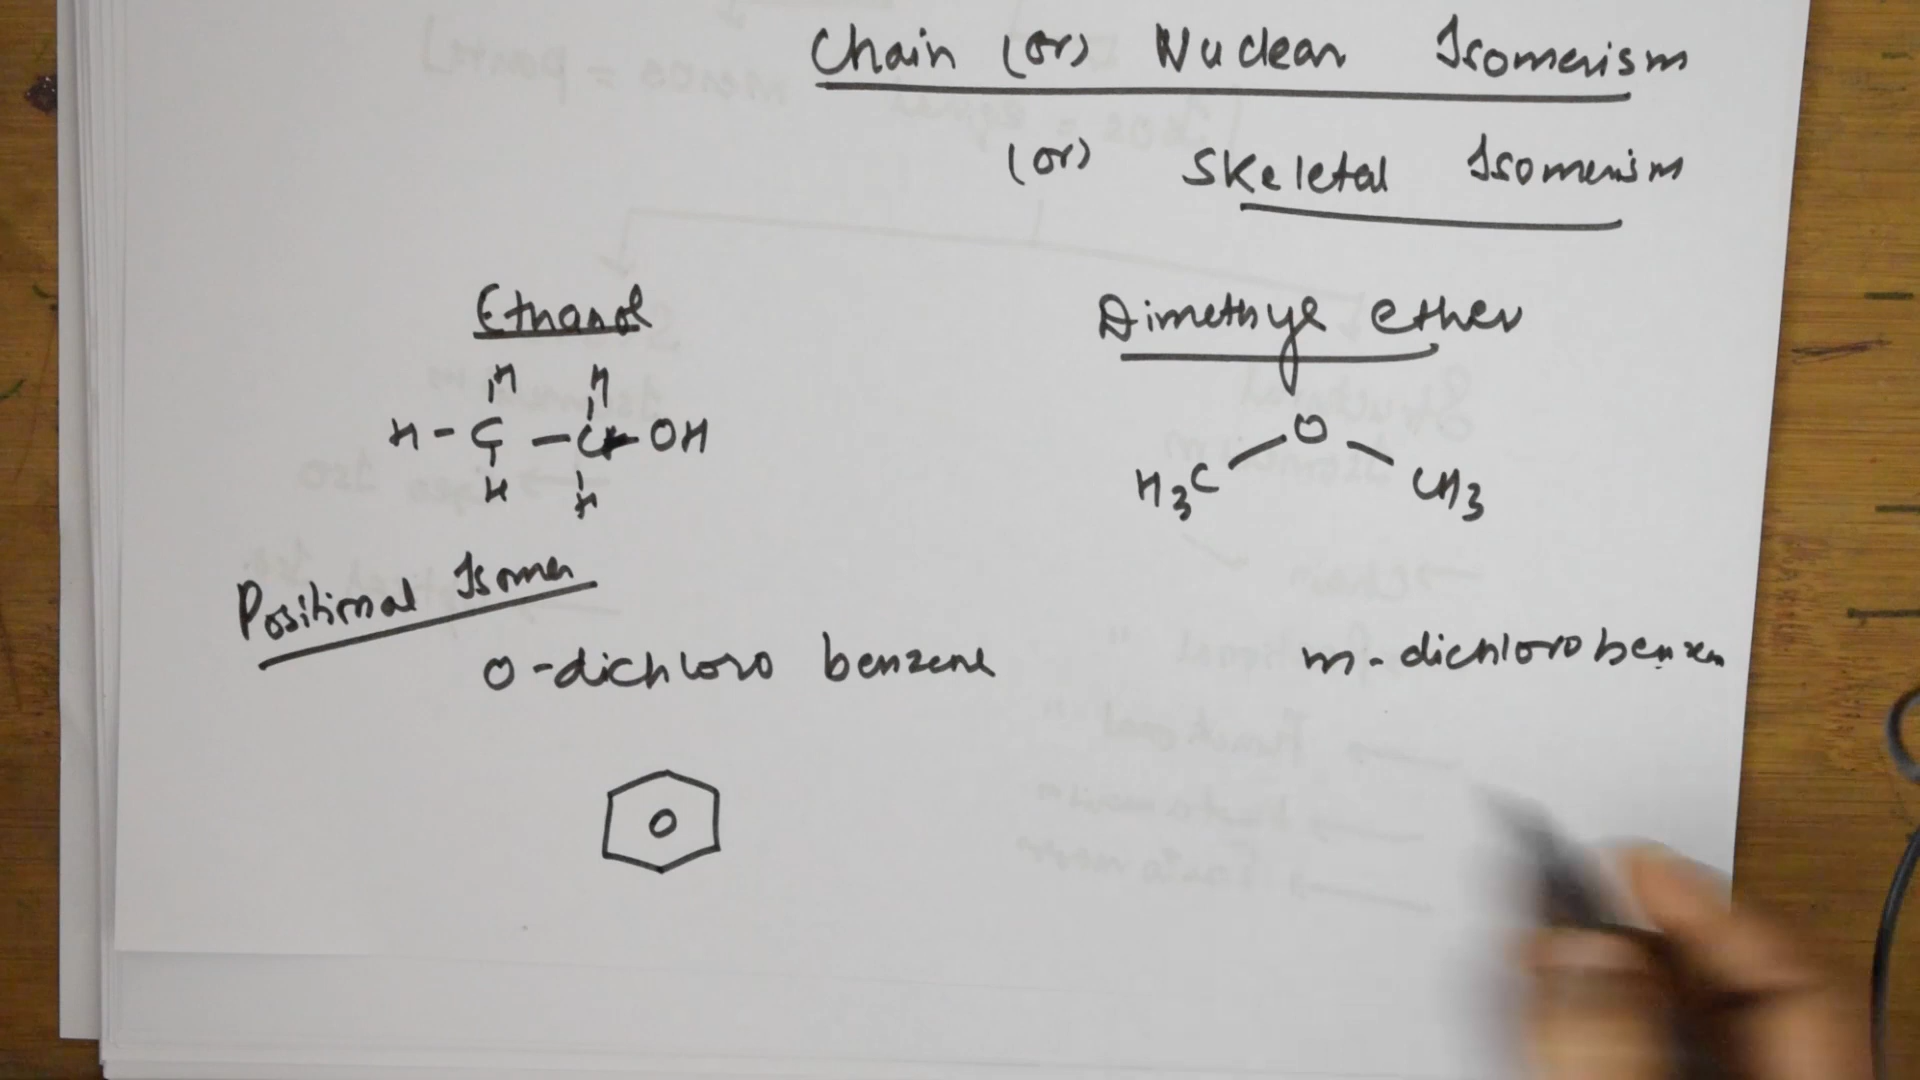 Chain (or) Nuclear Isomerism
(or) Skeletal Isomerism
Ethanol
Dimethyl ether
H H
H - C - C - OH
H H
O
H3C CH3
Positional Isomer
o-dichloro benzene
m-dichlorobenzen